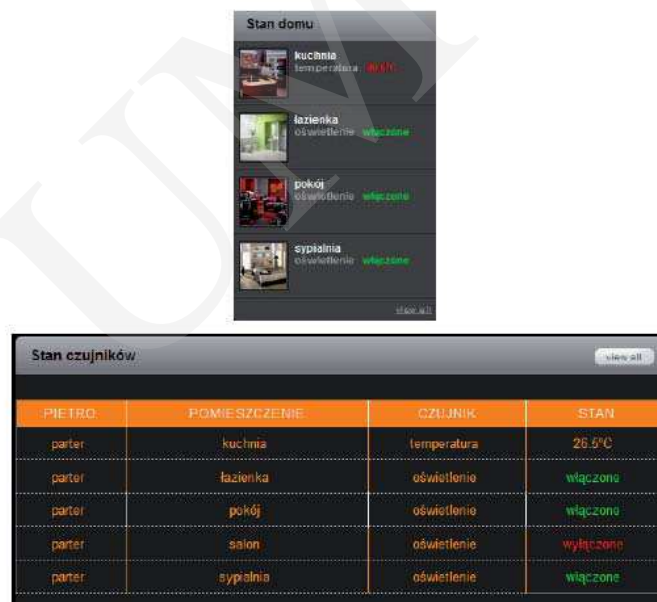 Stan domu
kuchnia
temperatura
łazienka
oświetlenie włączone
pokój
oświetlenie włączone
sypialnia
oświetlenie włączone
view all
Stan czujników
view all
PIETRO POMIESZCZENIE CZUJNIK STAN
parter kuchnia temperatura 26.5°C
parter łazienka oświetlenie włączone
parter pokój oświetlenie włączone
parter salon oświetlenie wyłączone
parter sypialnia oświetlenie włączone